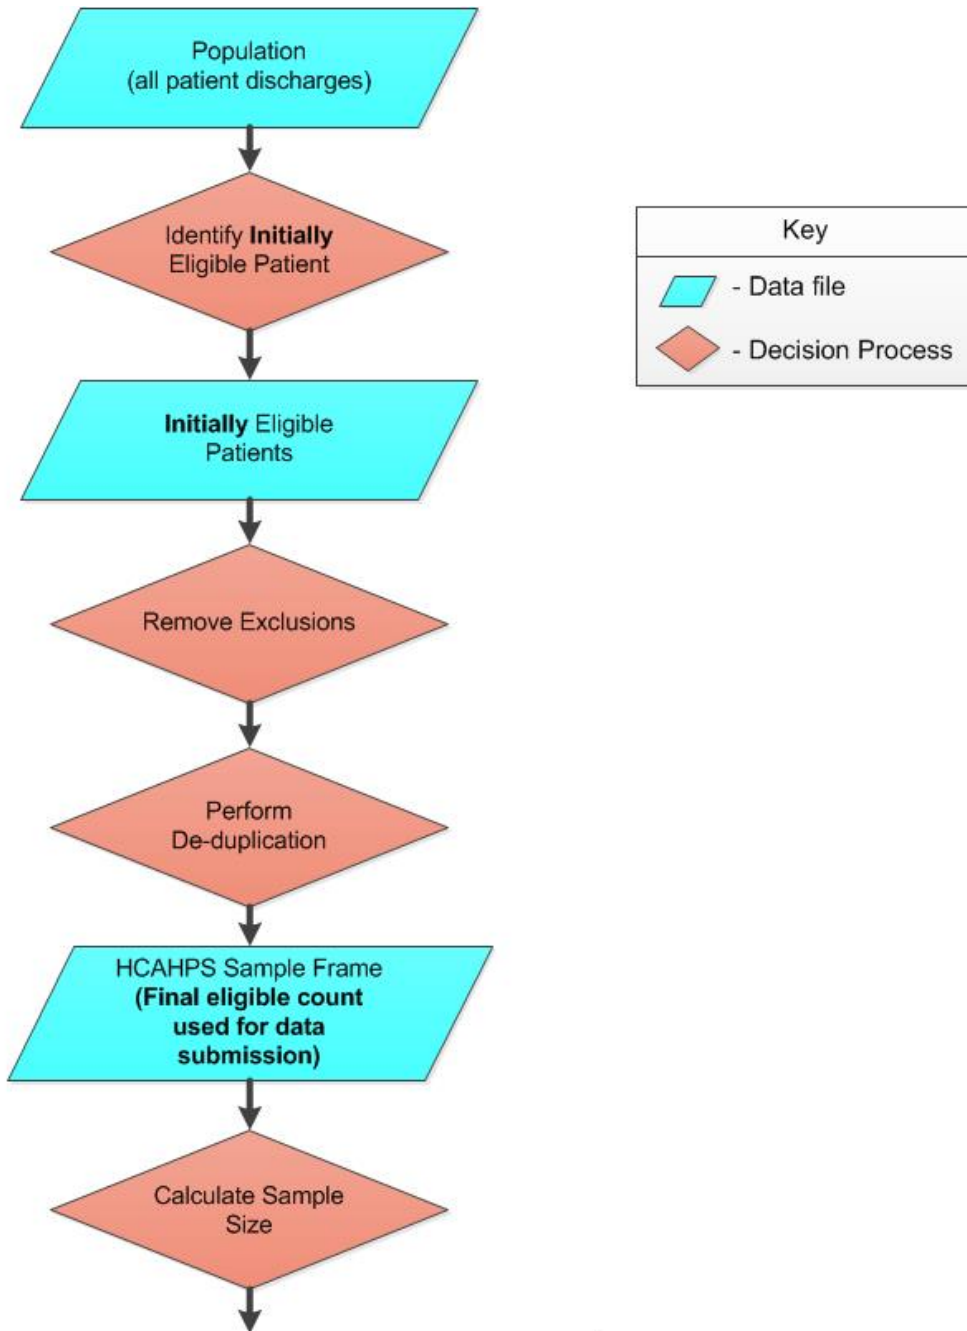 Population
(all patient discharges)
Identify Initially
Eligible Patient
Key
- Data file
- Decision Process
Initially Eligible
Patients
Remove Exclusions
Perform
De-duplication
HCAHPS Sample Frame
(Final eligible count
used for data
submission)
Calculate Sample
Size